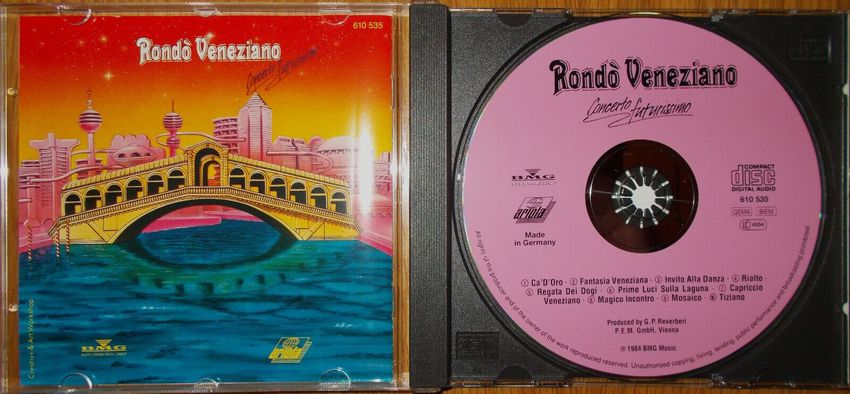 610 535
Rondò Veneziano
Concerto futurissimo
BMG
ariola
Creative & Art Workshop
Rondò Veneziano
Concerto futurissimo
BMG
ariola
Made
in Germany
COMPACT
disc
DIGITAL AUDIO
610 535
GEMA BIEM
LC 4554
① Ca'D'Oro · ② Fantasia Veneziana · ③ Invito Alla Danza · ④ Rialto ·
⑤ Regata Dei Dogi · ⑥ Prime Luci Sulla Laguna · ⑦ Capriccio
Veneziano · ⑧ Magico Incontro · ⑨ Mosaico · ⑩ Tiziano
Produced by G. P. Reverberi
P.E.M. GmbH, Vienna
℗ 1984 BMG Music
All rights of the producer and of the owner of the work reproduced reserved. Unauthorised copying, hiring, lending, public performance and broadcasting prohibited